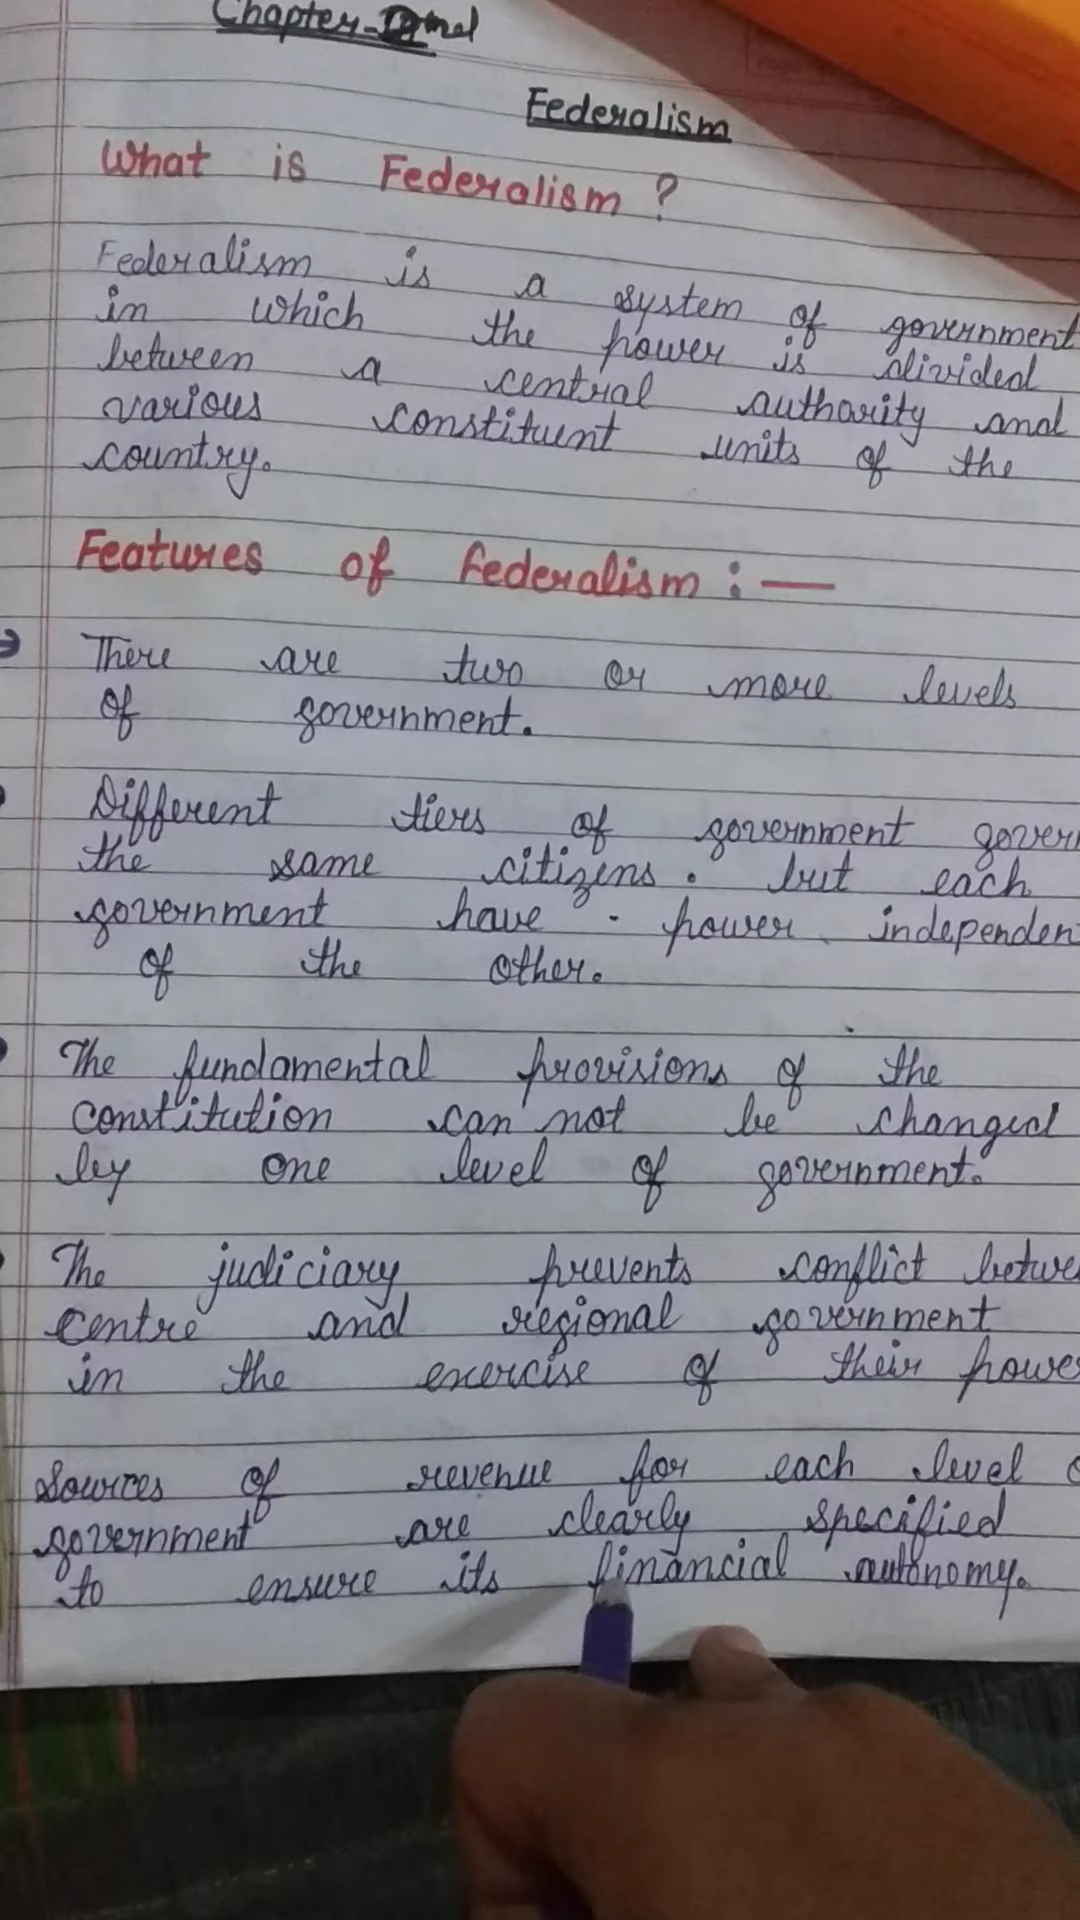 Chapter-2nd
Federalism
What is Federalism ?
Federalism is a system of government
in which the power is divided
between a central autharity and
various constituent units of the
country.
Features of Federalism : —
→ There are two or more levels
of government.
Different tiers of government gover
the same citizens. but each
government have power independen
of the other.
The fundamental provisions of the
constitution can not be changed
by one level of government.
The judiciary prevents conflict betwe
centre and regional government
in the exercise of their powe
Sources of revenue for each level o
government are clearly specified
to ensure its financial autonomy.